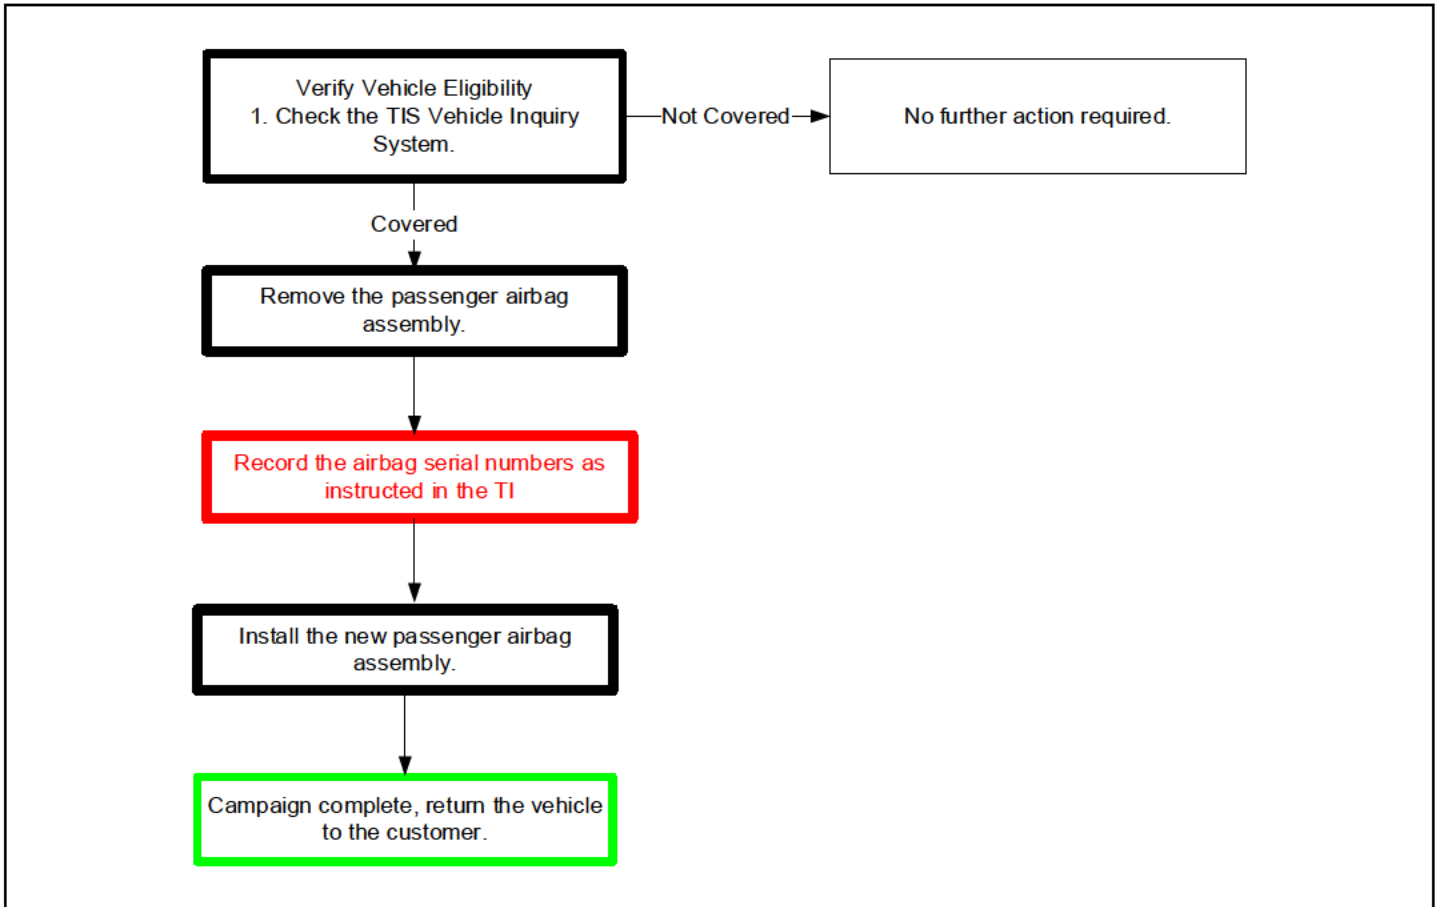 Verify Vehicle Eligibility
1. Check the TIS Vehicle Inquiry
System.
Not Covered
No further action required.
Covered
Remove the passenger airbag
assembly.
Record the airbag serial numbers as
instructed in the TI
Install the new passenger airbag
assembly.
Campaign complete, return the vehicle
to the customer.